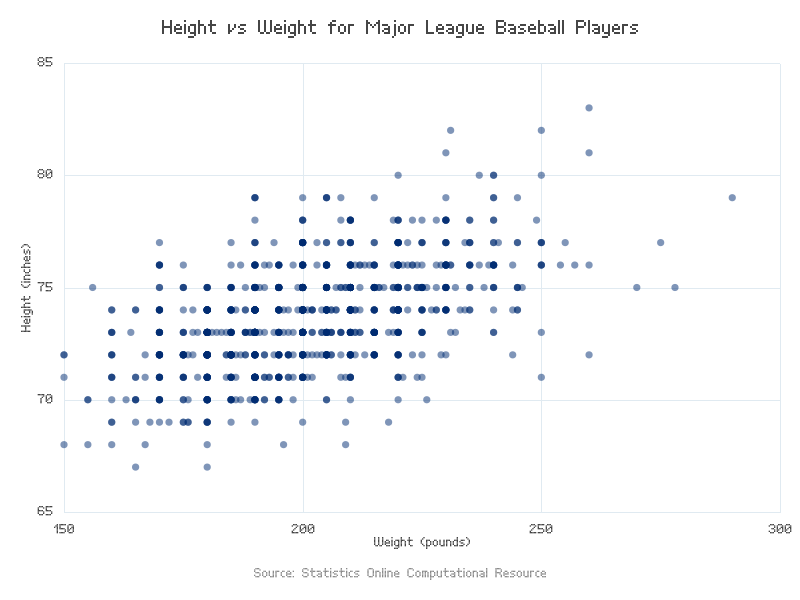 Height vs Weight for Major League Baseball Players
85
80
75
70
65
Height (inches)
150
200
250
300
Weight (pounds)
Source: Statistics Online Computational Resource